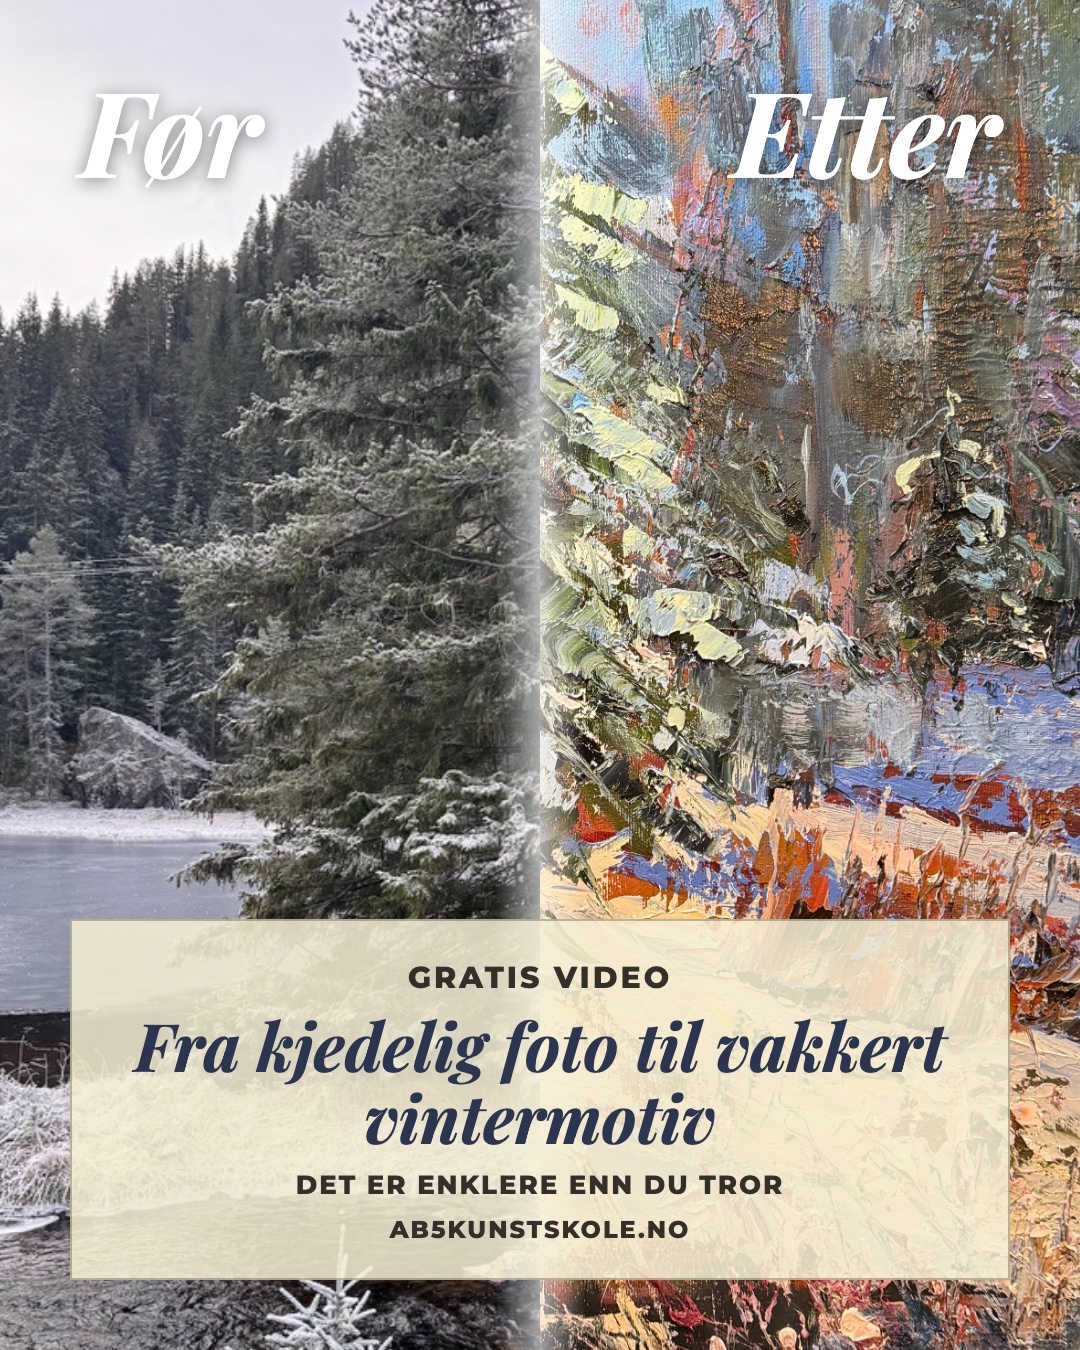 Før
Etter
GRATIS VIDEO
Fra kjedelig foto til vakkert
vintermotiv
DET ER ENKLERE ENN DU TROR
AB5KUNSTSKOLE.NO